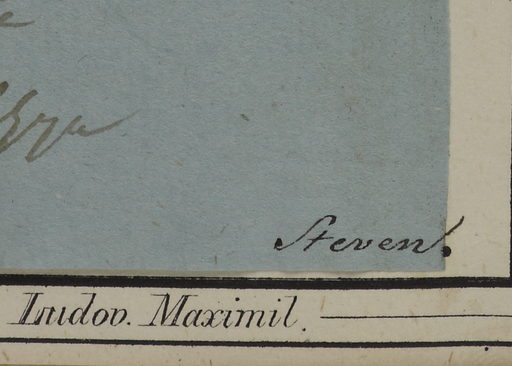 Steven.
Ludov. Maximil.